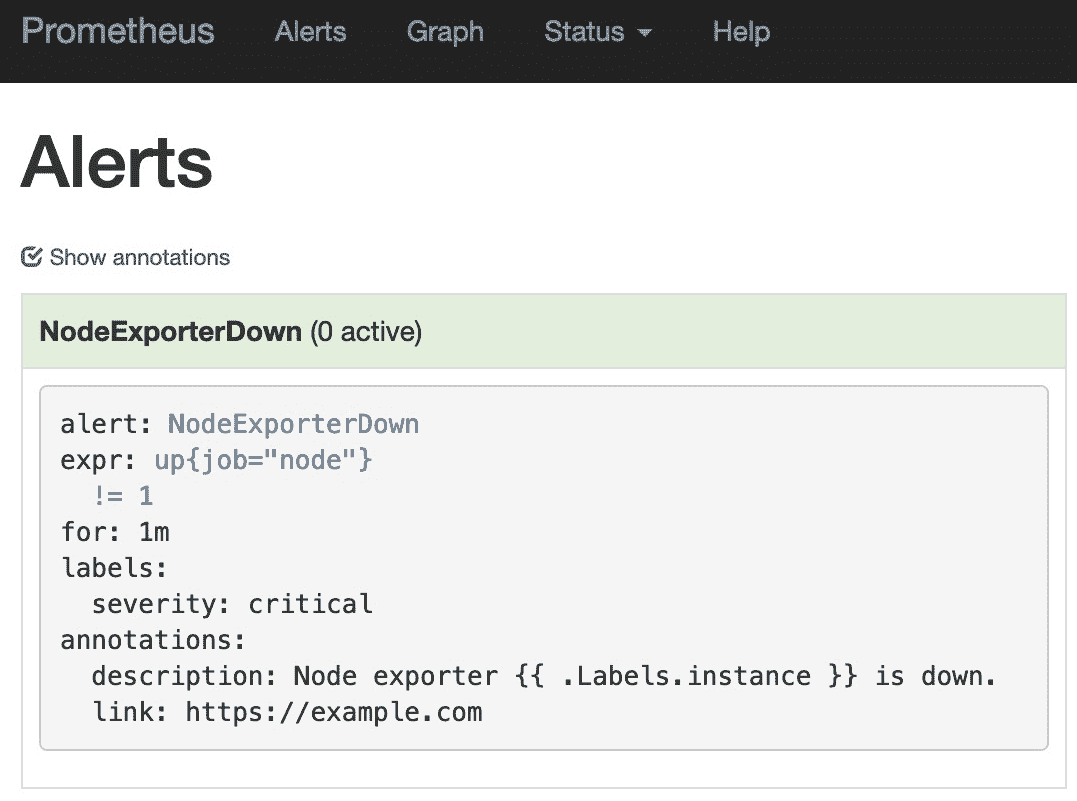 Prometheus Alerts Graph Status Help
Alerts
Show annotations
NodeExporterDown (0 active)
alert: NodeExporterDown
expr: up{job="node"}
  != 1
for: 1m
labels:
  severity: critical
annotations:
  description: Node exporter {{ .Labels.instance }} is down.
  link: https://example.com